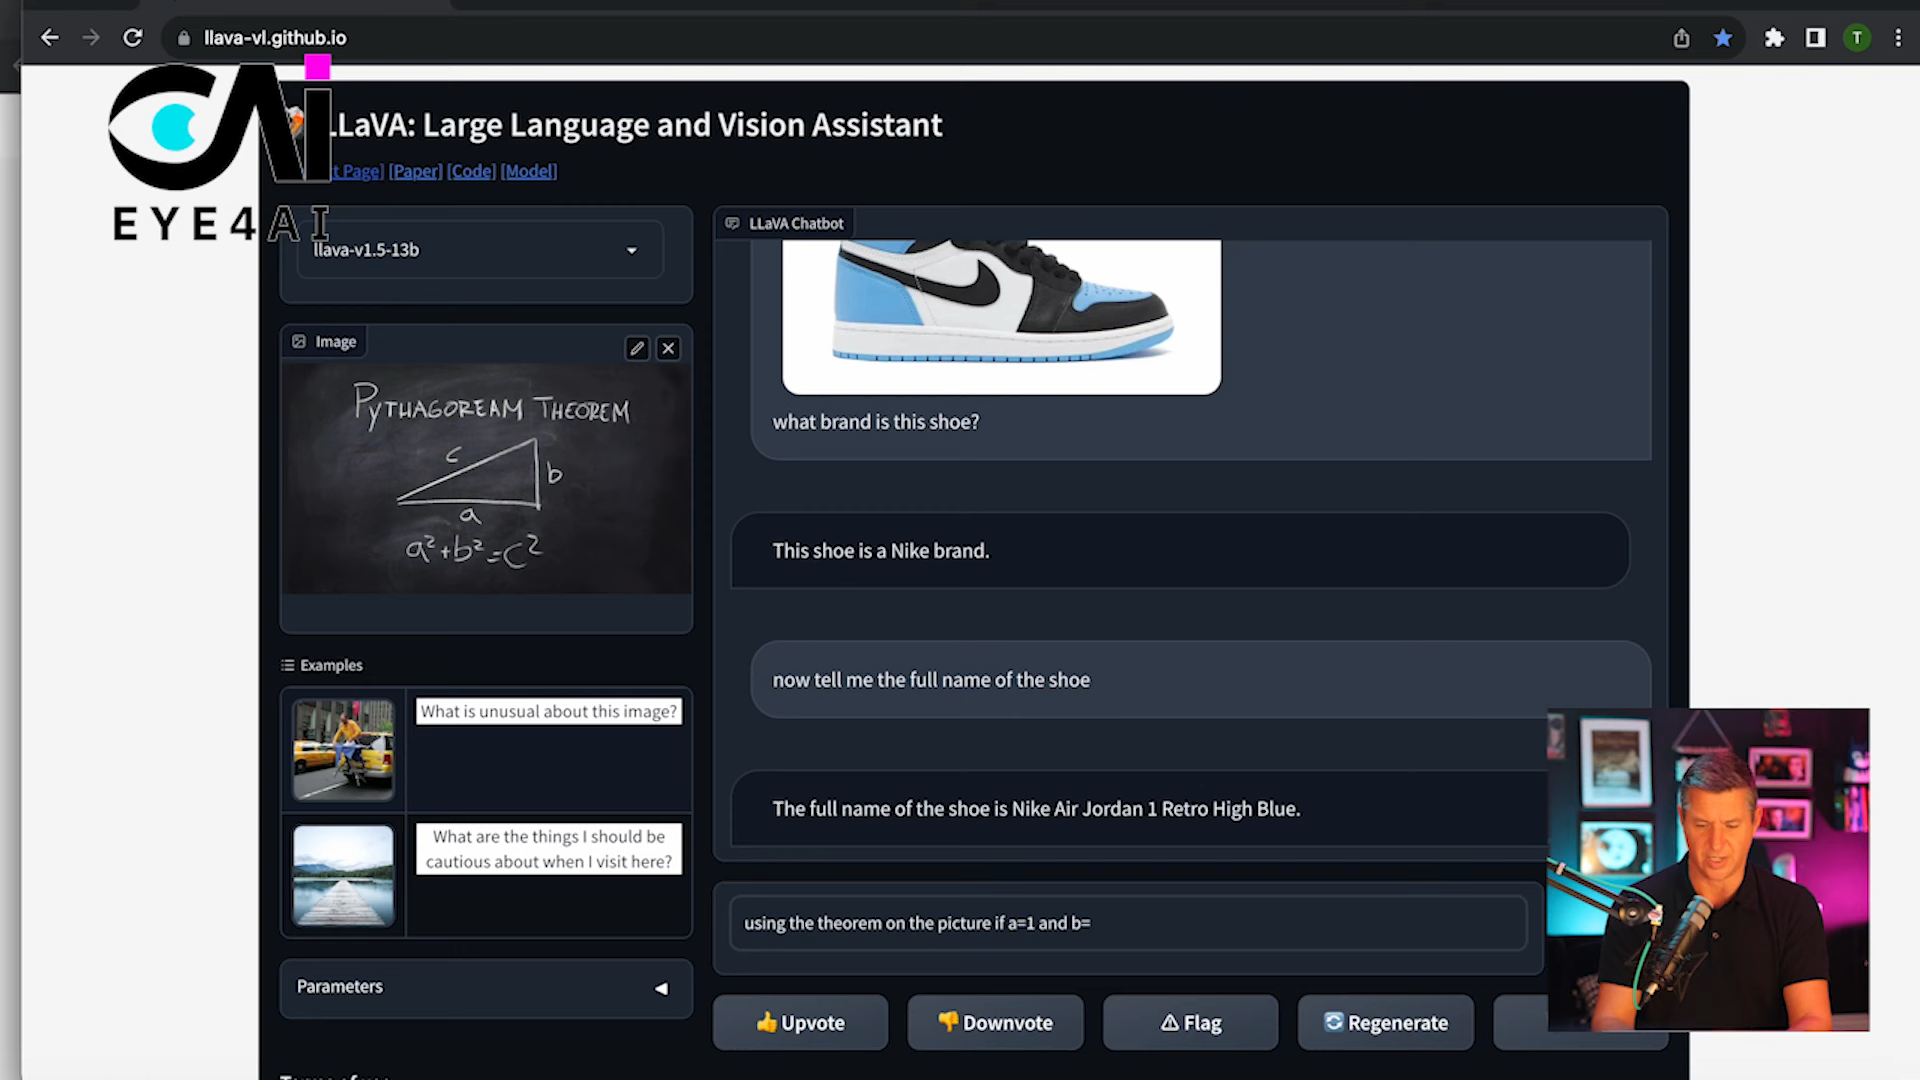 llava-vl.github.io
T
EYE4AI
LLaVA: Large Language and Vision Assistant
t Page] [Paper] [Code] [Model]
llava-v1.5-13b
Image
PYTHAGOREAM THEOREM
c
b
a
a²+b²=c²
Examples
What is unusual about this image?
What are the things I should be
cautious about when I visit here?
Parameters
LLaVA Chatbot
what brand is this shoe?
This shoe is a Nike brand.
now tell me the full name of the shoe
The full name of the shoe is Nike Air Jordan 1 Retro High Blue.
using the theorem on the picture if a=1 and b=
Upvote
Downvote
Flag
Regenerate